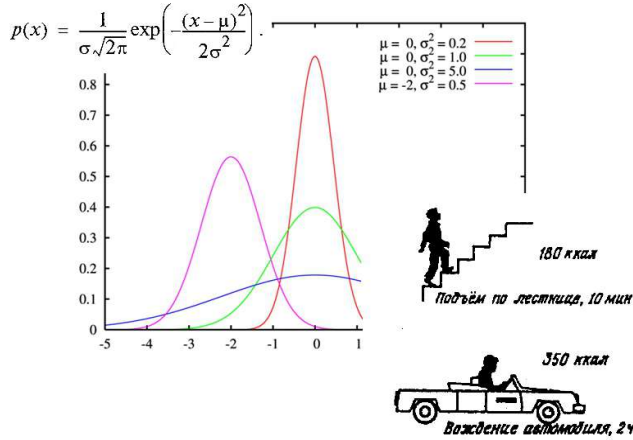 p(x) = 1/(σ√2π) exp(-(x-μ)²/2σ²).
μ = 0, σ² = 0.2
μ = 0, σ² = 1.0
μ = 0, σ² = 5.0
μ = -2, σ² = 0.5
0.8
0.7
0.6
0.5
0.4
0.3
0.2
0.1
0
-5 -4 -3 -2 -1 0 1
180 ккал
Подъём по лестнице, 10 мин
350 ккал
Вождение автомобиля, 2ч